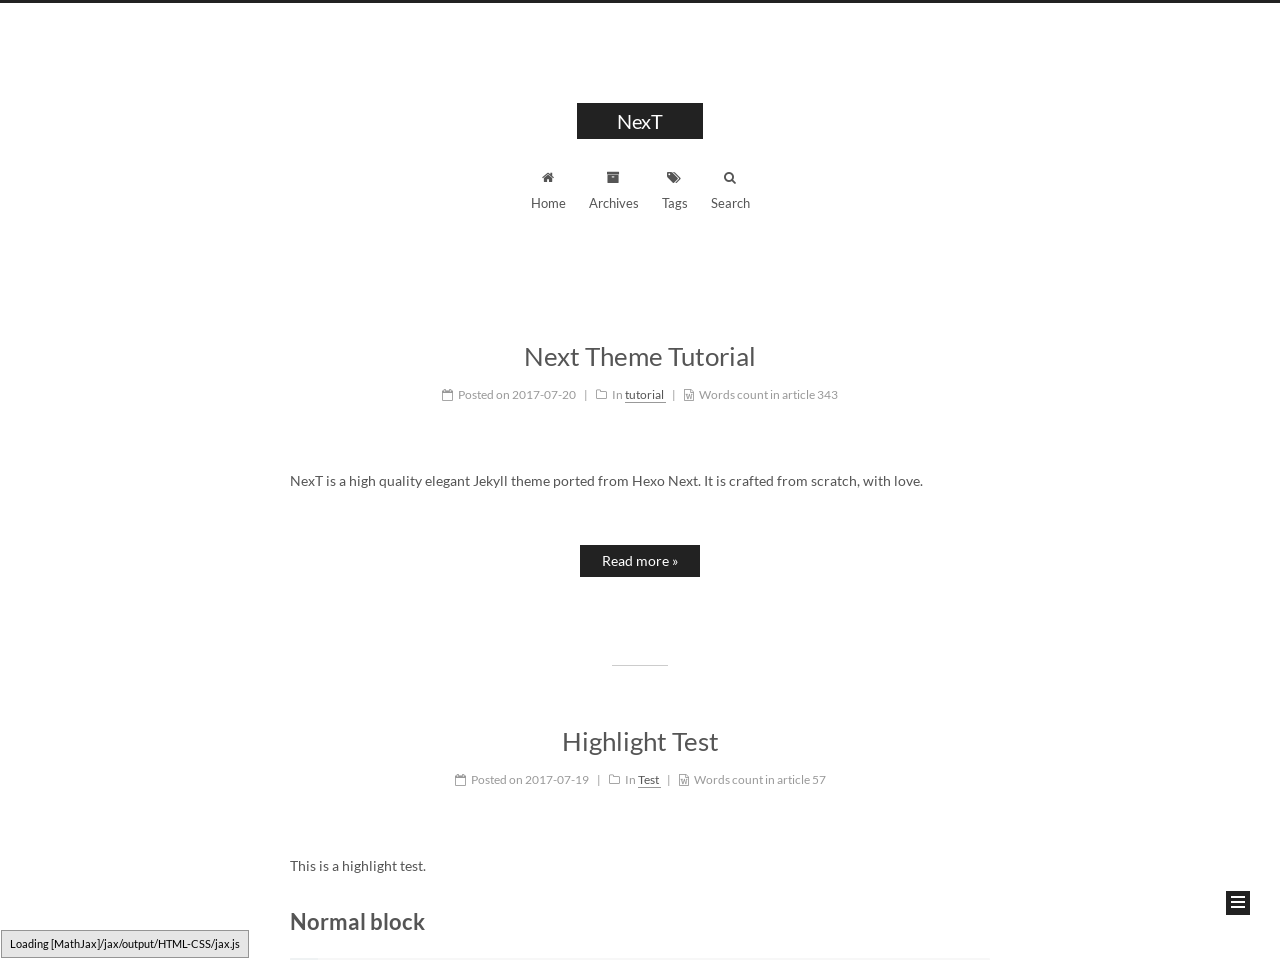 NexT
Home Archives Tags Search
Next Theme Tutorial
Posted on 2017-07-20 | In tutorial | Words count in article 343
NexT is a high quality elegant Jekyll theme ported from Hexo Next. It is crafted from scratch, with love.
Read more »
Highlight Test
Posted on 2017-07-19 | In Test | Words count in article 57
This is a highlight test.
Normal block
Loading [MathJax]/jax/output/HTML-CSS/jax.js